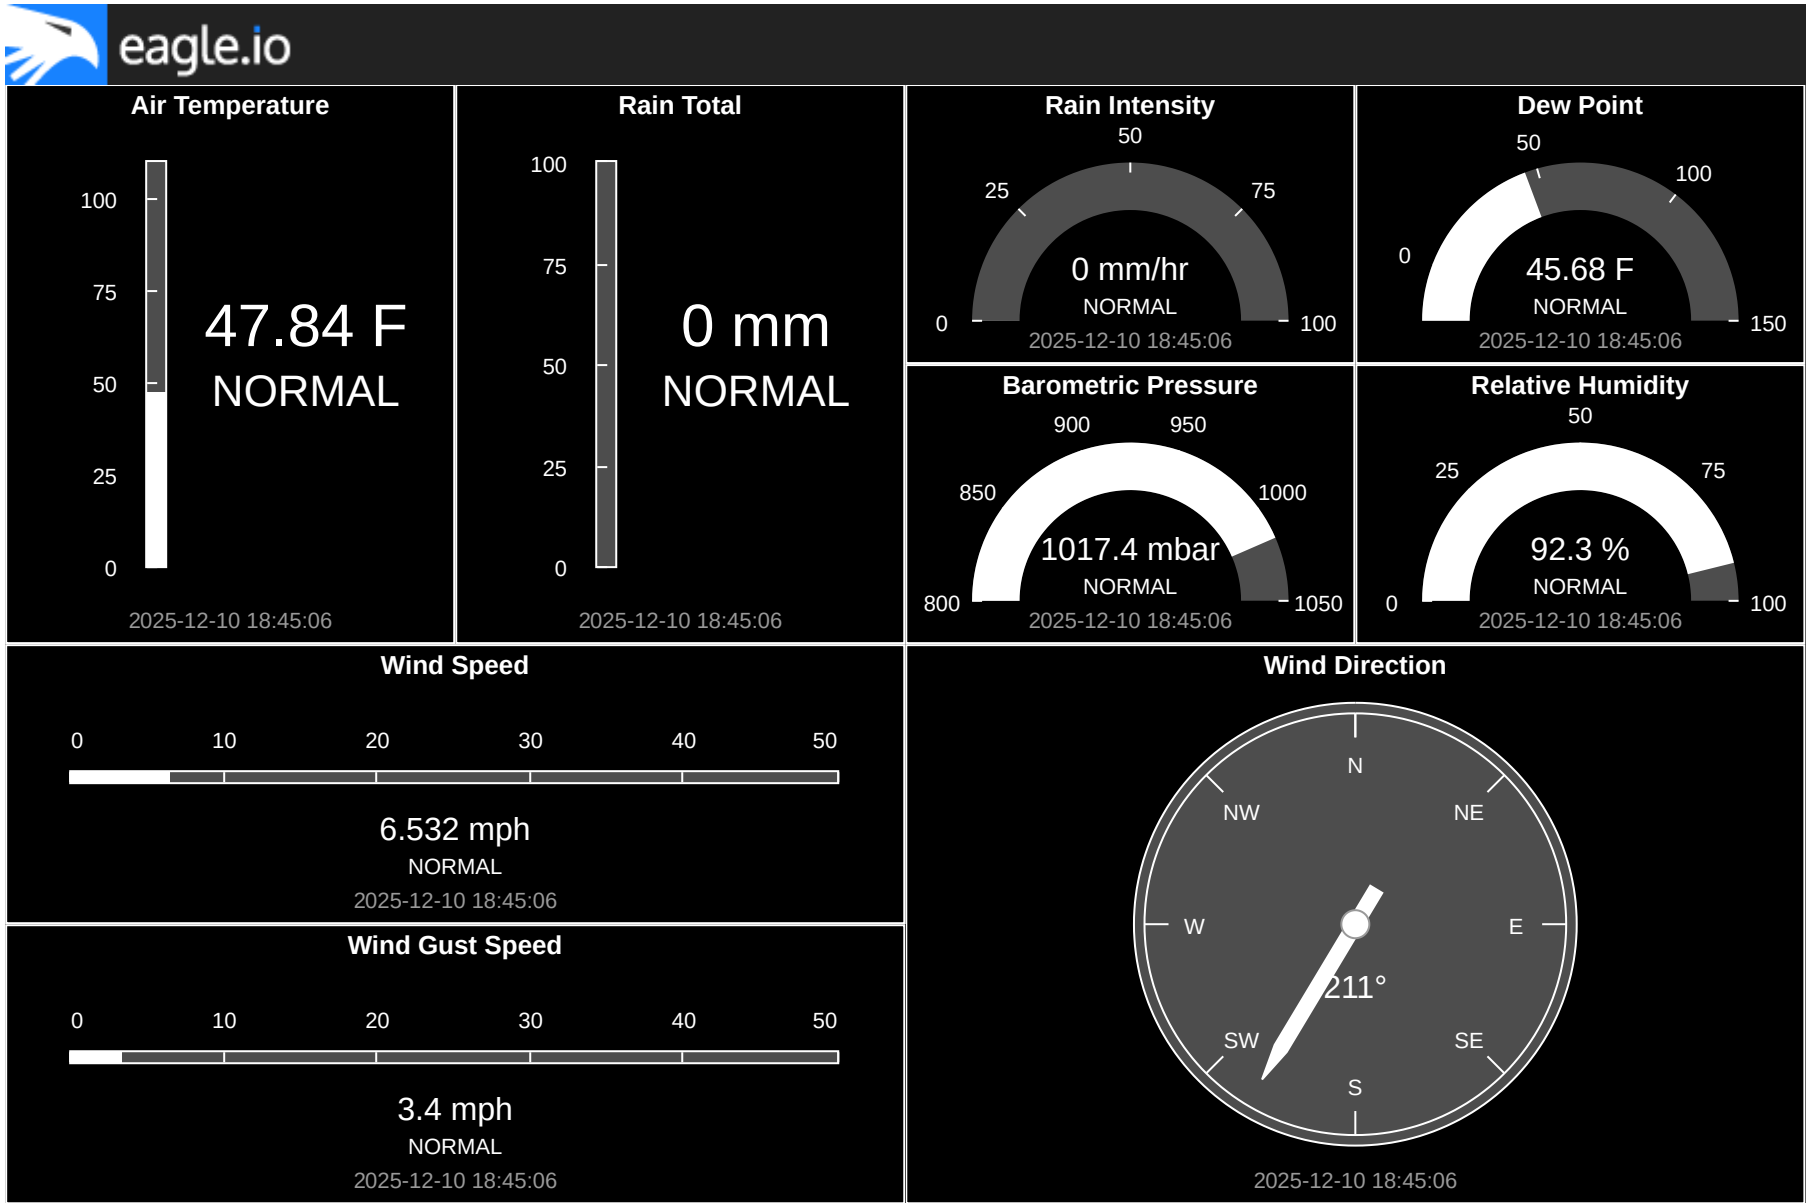 eagle.io
Air Temperature
100
75
50
25
0
47.84 F
NORMAL
2025-12-10 18:45:06
Rain Total
100
75
50
25
0
0 mm
NORMAL
2025-12-10 18:45:06
Rain Intensity
50
25
75
0
100
0 mm/hr
NORMAL
2025-12-10 18:45:06
Dew Point
50
100
0
150
45.68 F
NORMAL
2025-12-10 18:45:06
Barometric Pressure
900
950
850
1000
800
1050
1017.4 mbar
NORMAL
2025-12-10 18:45:06
Relative Humidity
50
25
75
0
100
92.3 %
NORMAL
2025-12-10 18:45:06
Wind Speed
0 10 20 30 40 50
6.532 mph
NORMAL
2025-12-10 18:45:06
Wind Gust Speed
0 10 20 30 40 50
3.4 mph
NORMAL
2025-12-10 18:45:06
Wind Direction
N
NW NE
W E
211°
SW SE
S
2025-12-10 18:45:06